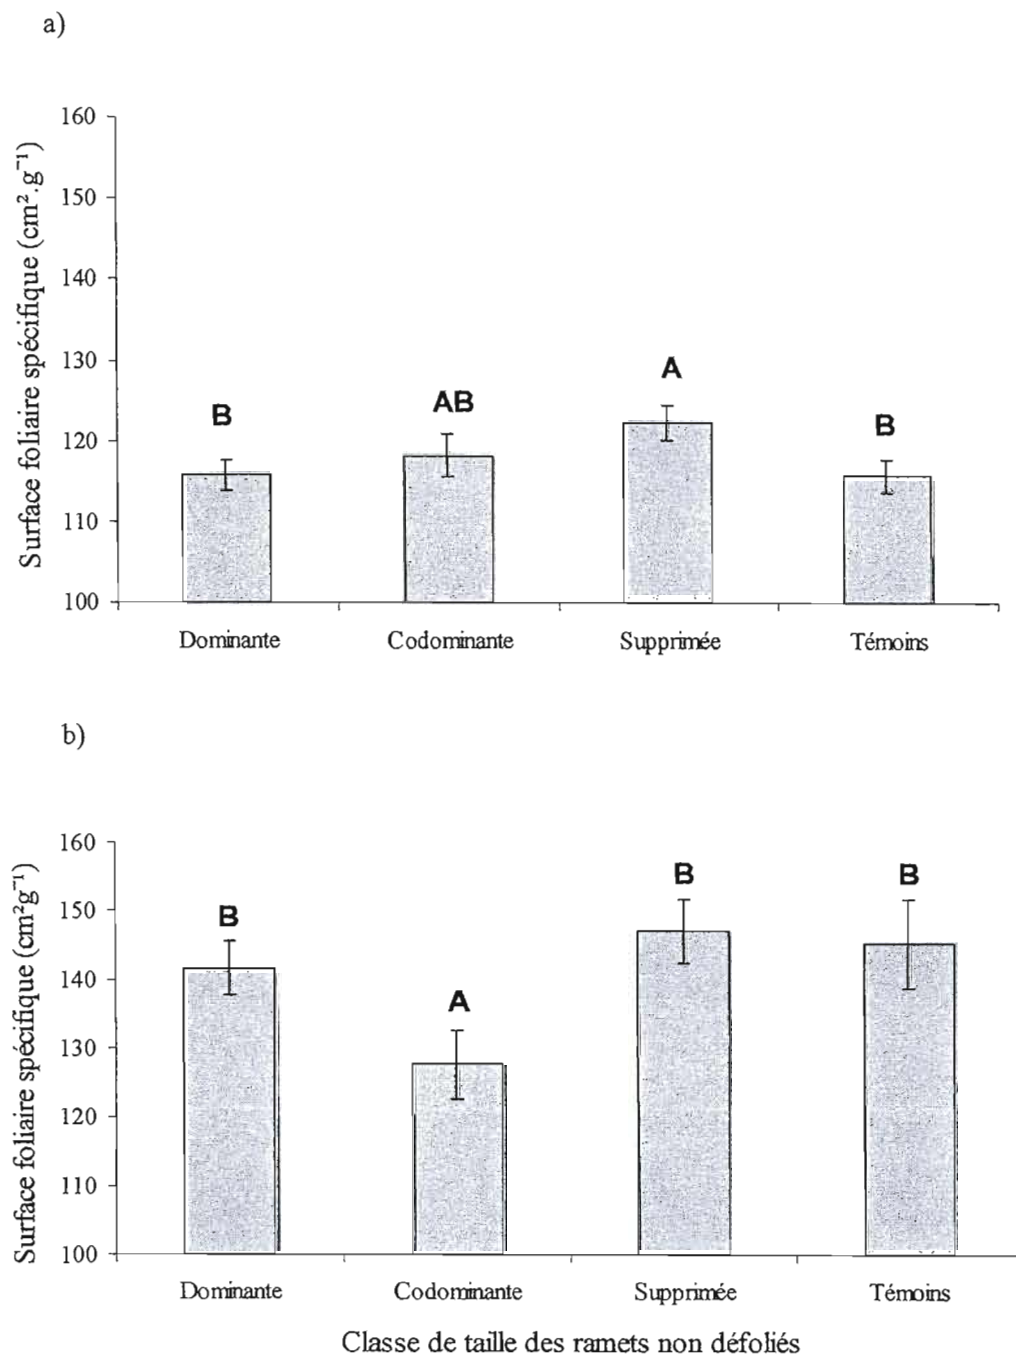 a)
Surface foliaire spécifique (cm².g⁻¹)
160
150
140
130
120
110
100
B
AB
A
B
Dominante
Codominante
Supprimée
Témoins
b)
Surface foliaire spécifique (cm²g⁻¹)
160
150
140
130
120
110
100
B
A
B
B
Dominante
Codominante
Supprimée
Témoins
Classe de taille des ramets non défoliés